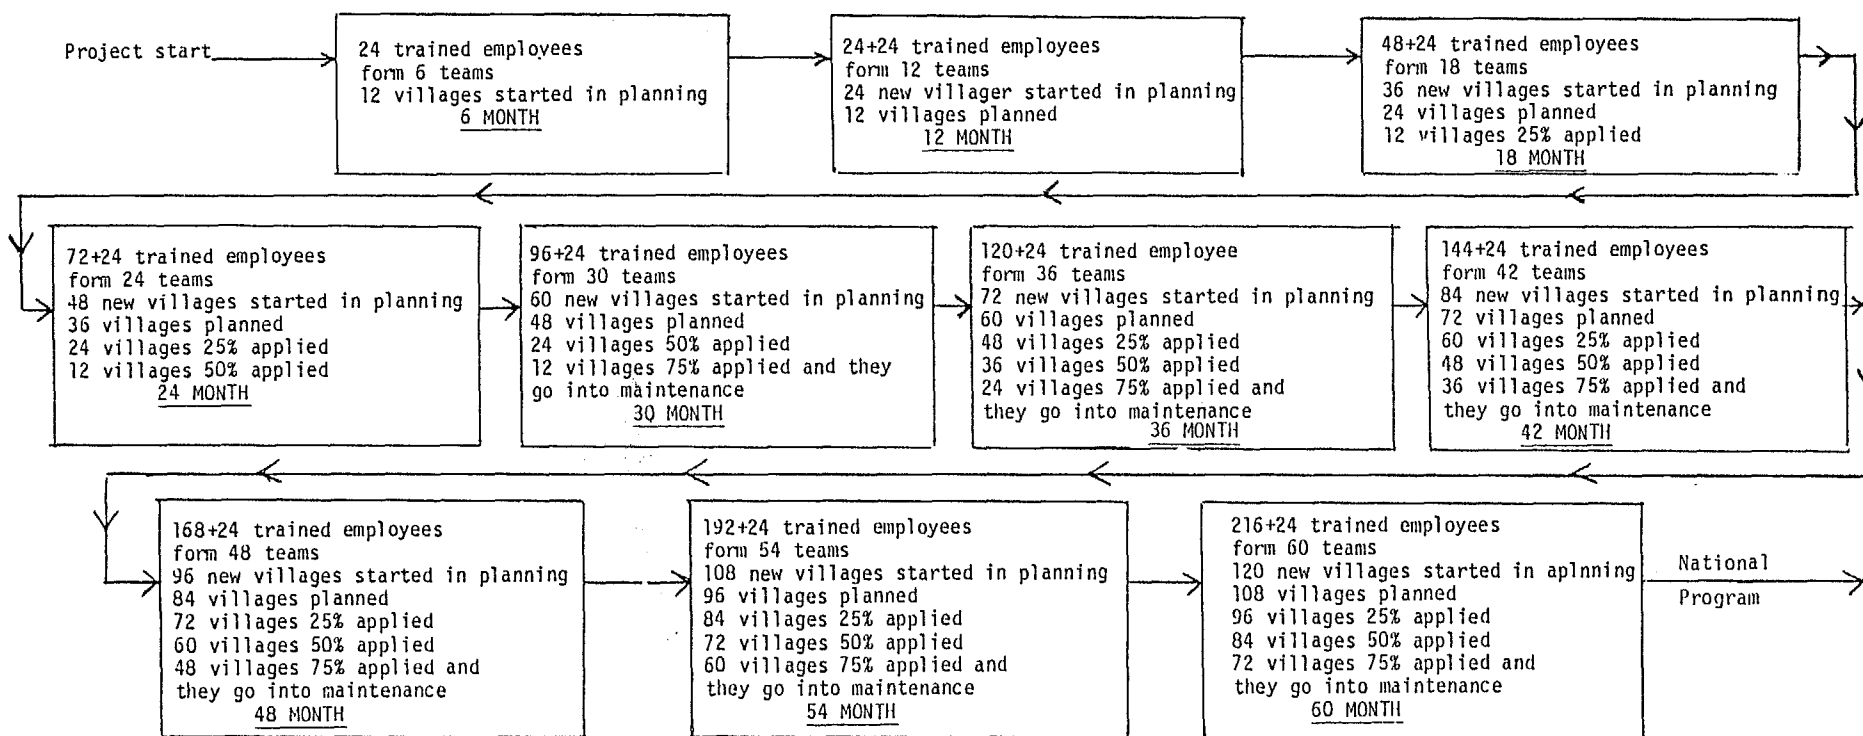 Project start
24 trained employees
form 6 teams
12 villages started in planning
6 MONTH
24+24 trained employees
form 12 teams
24 new villager started in planning
12 villages planned
12 MONTH
48+24 trained employees
form 18 teams
36 new villages started in planning
24 villages planned
12 villages 25% applied
18 MONTH
72+24 trained employees
form 24 teams
48 new villages started in planning
36 villages planned
24 villages 25% applied
12 villages 50% applied
24 MONTH
96+24 trained employees
form 30 teams
60 new villages started in planning
48 villages planned
24 villages 50% applied
12 villages 75% applied and they
go into maintenance
30 MONTH
120+24 trained employee
form 36 teams
72 new villages started in planning
60 villages planned
48 villages 25% applied
36 villages 50% applied
24 villages 75% applied and
they go into maintenance
36 MONTH
144+24 trained employees
form 42 teams
84 new villages started in planning
72 villages planned
60 villages 25% applied
48 villages 50% applied
36 villages 75% applied and
they go into maintenance
42 MONTH
168+24 trained employees
form 48 teams
96 new villages started in planning
84 villages planned
72 villages 25% applied
60 villages 50% applied
48 villages 75% applied and
they go into maintenance
48 MONTH
192+24 trained employees
form 54 teams
108 new villages started in planning
96 villages planned
84 villages 25% applied
72 villages 50% applied
60 villages 75% applied and
they go into maintenance
54 MONTH
216+24 trained employees
form 60 teams
120 new villages started in aplnning
108 villages planned
96 villages 25% applied
84 villages 50% applied
72 villages 75% applied and
they go into maintenance
60 MONTH
National
Program